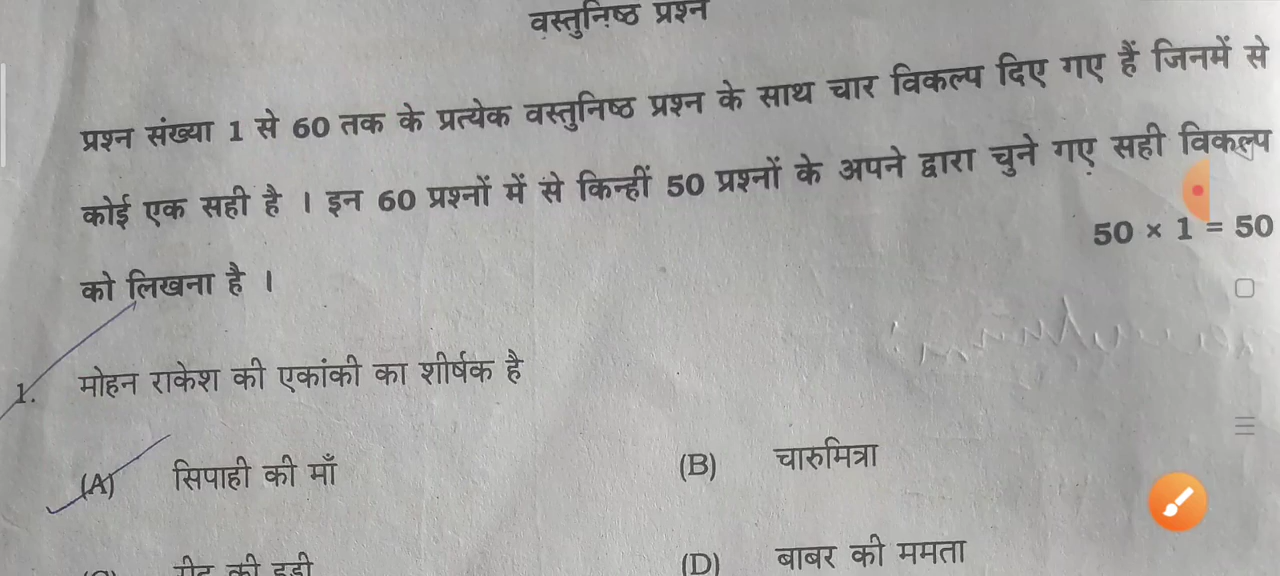 वस्तुनिष्ठ प्रश्न
प्रश्न संख्या 1 से 60 तक के प्रत्येक वस्तुनिष्ठ प्रश्न के साथ चार विकल्प दिए गए हैं जिनमें से
कोई एक सही है । इन 60 प्रश्नों में से किन्हीं 50 प्रश्नों के अपने द्वारा चुने गए सही विकल्प
को लिखना है । 50 × 1 = 50
1. मोहन राकेश की एकांकी का शीर्षक है
(A) सिपाही की माँ (B) चारुमित्रा
(C) रीढ़ की हड्डी (D) बाबर की ममता